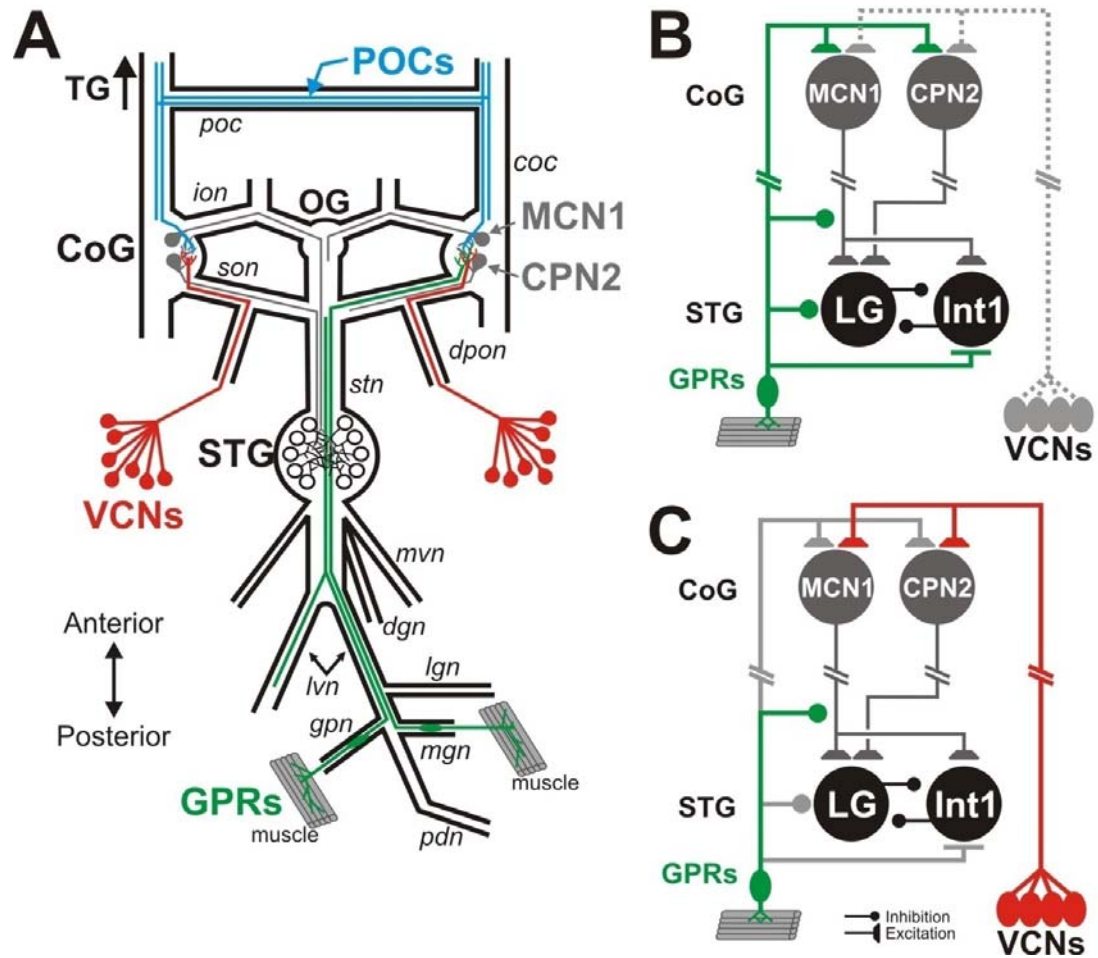 A
TG
POCs
poc
coc
ion
OG
MCN1
CoG
son
CPN2
dpon
stn
STG
VCNs
mvn
dgn
Anterior
Posterior
lvn
lgn
gpn
mgn
GPRs
muscle
muscle
pdn
B
CoG
MCN1
CPN2
STG
LG
Int1
GPRs
VCNs
C
CoG
MCN1
CPN2
STG
LG
Int1
GPRs
Inhibition
Excitation
VCNs